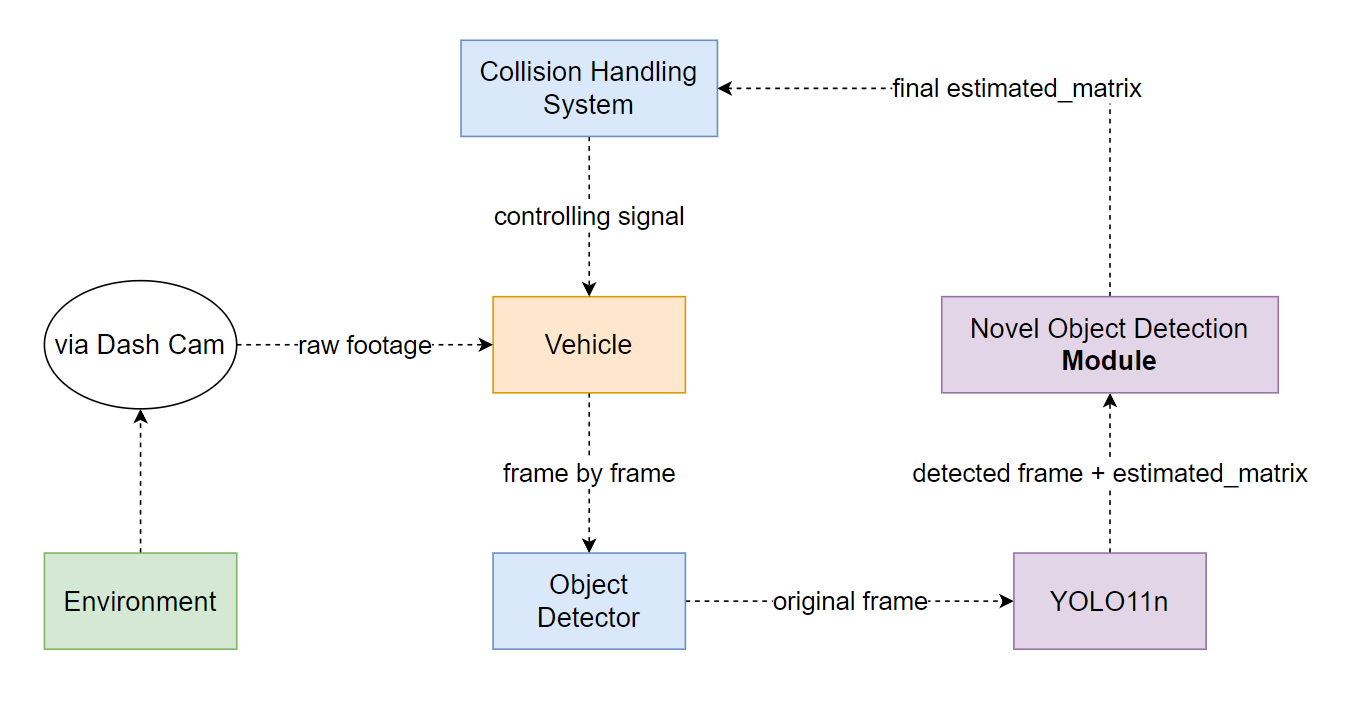 Collision Handling
System
final estimated_matrix
controlling signal
via Dash Cam
raw footage
Vehicle
Novel Object Detection
Module
frame by frame
detected frame + estimated_matrix
Environment
Object
Detector
original frame
YOLO11n